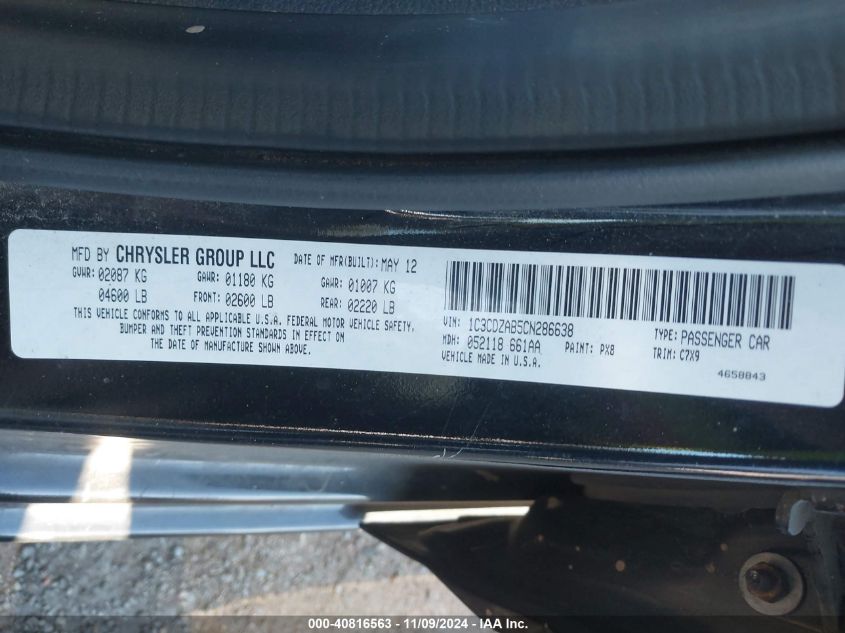 MFD BY CHRYSLER GROUP LLC DATE OF MFR(BUILT): MAY 12
GVWR: 02087 KG GAWR: 01180 KG GAWR: 01007 KG
04600 LB FRONT: 02600 LB REAR: 02220 LB
THIS VEHICLE CONFORMS TO ALL APPLICABLE U.S.A. FEDERAL MOTOR VEHICLE SAFETY,
BUMPER AND THEFT PREVENTION STANDARDS IN EFFECT ON
THE DATE OF MANUFACTURE SHOWN ABOVE.
VIN: 1C3CDZAB5CN286638 TYPE: PASSENGER CAR
MDH: 052118 661AA PAINT: PX8 TRIM: C7X9
VEHICLE MADE IN U.S.A. 4658843
000-40816563 - 11/09/2024 - IAAI.COM